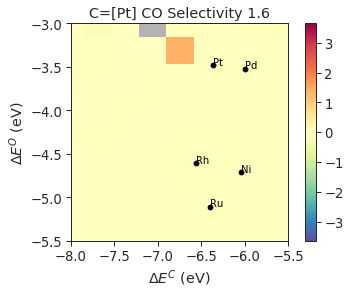 C=[Pt] CO Selectivity 1.6
−3.0
−3.5
−4.0
−4.5
−5.0
−5.5
ΔE^O (eV)
Pt
Pd
Rh
Ni
Ru
−8.0 −7.5 −7.0 −6.5 −6.0 −5.5
ΔE^C (eV)
3
2
1
0
−1
−2
−3